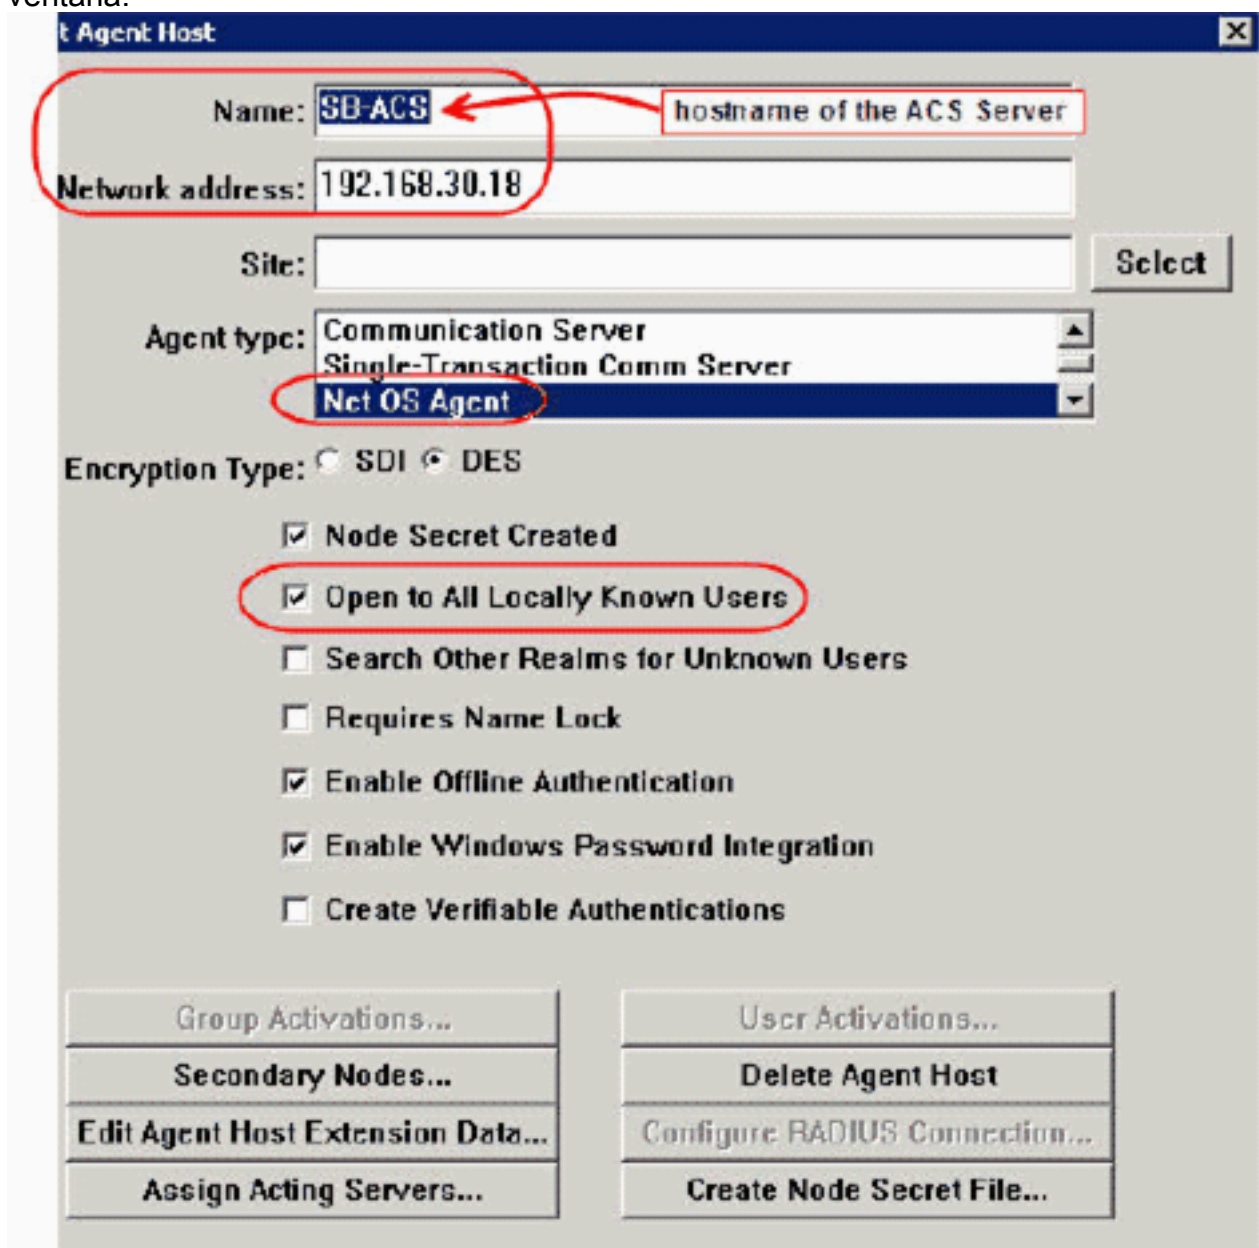 ventana:
t Agent Host
Name: SB-ACS
hostname of the ACS Server
Network address: 192.168.30.18
Site:
Select
Agent type: Communication Server
Single-Transaction Comm Server
Net OS Agent
Encryption Type: SDI DES
Node Secret Created
Open to All Locally Known Users
Search Other Realms for Unknown Users
Requires Name Lock
Enable Offline Authentication
Enable Windows Password Integration
Create Verifiable Authentications
Group Activations...
User Activations...
Secondary Nodes...
Delete Agent Host
Edit Agent Host Extension Data...
Configure RADIUS Connection...
Assign Acting Servers...
Create Node Secret File...